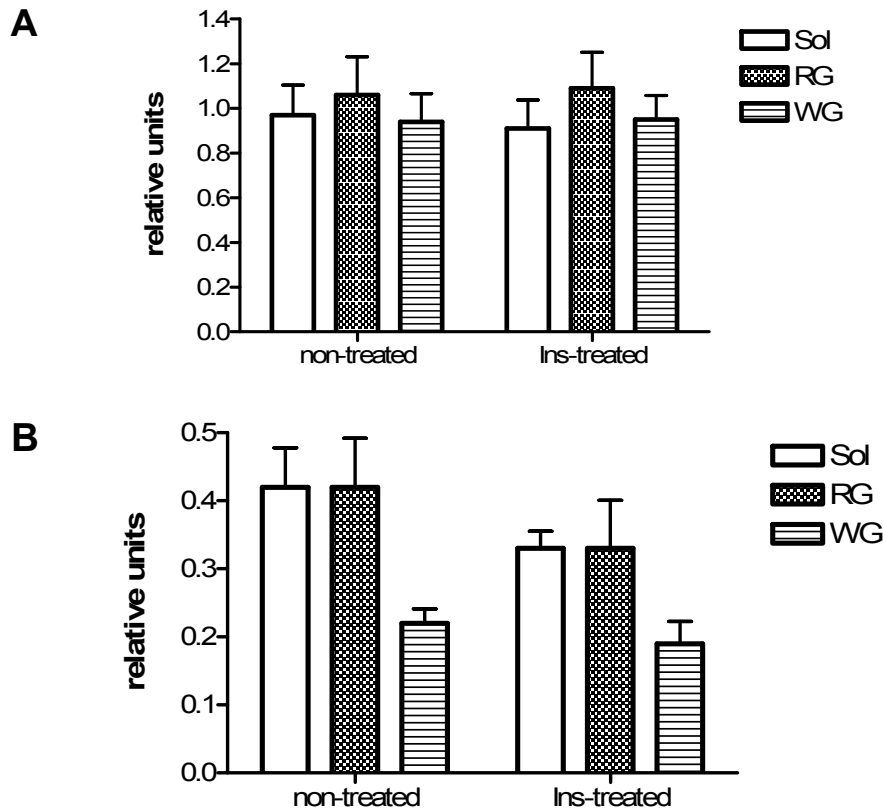 A
relative units
1.4
1.2
1.0
0.8
0.6
0.4
0.2
0.0
non-treated
Ins-treated
Sol
RG
WG
B
relative units
0.5
0.4
0.3
0.2
0.1
0.0
non-treated
Ins-treated
Sol
RG
WG